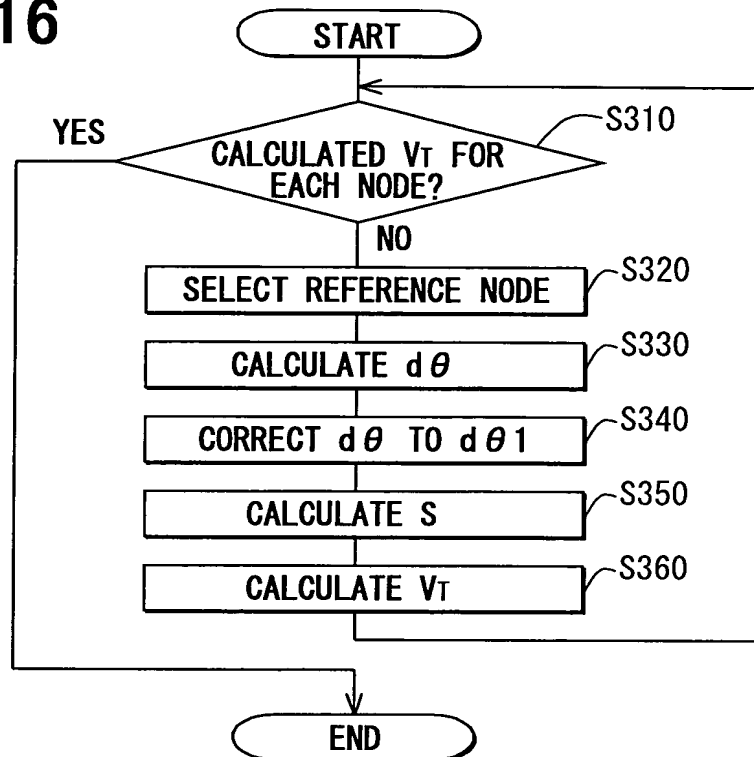 16
START
YES
S310
CALCULATED VT FOR
EACH NODE?
NO
SELECT REFERENCE NODE
S320
CALCULATE dθ
S330
CORRECT dθ TO dθ1
S340
CALCULATE S
S350
CALCULATE VT
S360
END